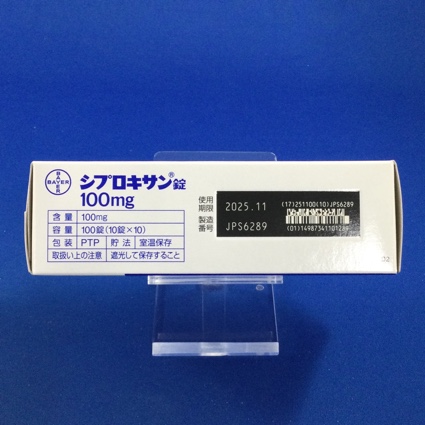 BAYER
BAYER
シプロキサン®錠
100mg
含 量 100mg
容 量 100錠(10錠×10)
包 装 PTP 貯 法 室温保存
取扱い上の注意 遮光して保存すること
使用期限 2025.11
製造番号 JPS6289
(17)251100(10)JPS6289
(01)14987341101289